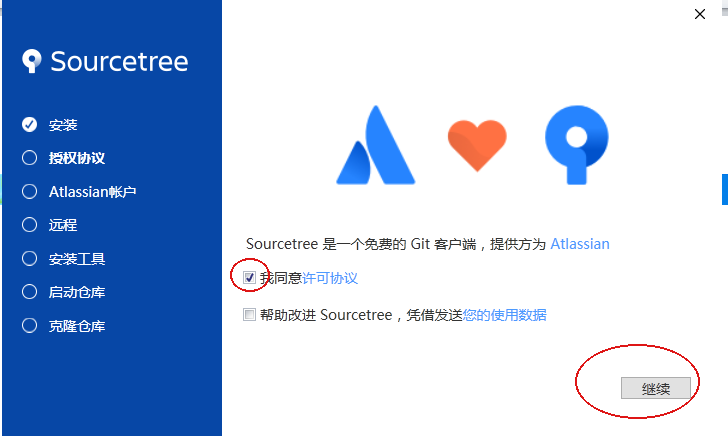 Sourcetree
安装
授权协议
Atlassian帐户
远程
安装工具
启动仓库
克隆仓库
Sourcetree 是一个免费的 Git 客户端，提供方为 Atlassian
我同意许可协议
帮助改进 Sourcetree，凭借发送您的使用数据
继续